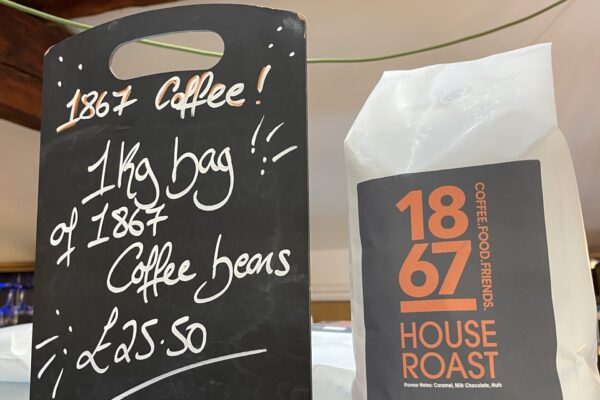 1867 Coffee!
1Kg bag!
of 1867
Coffee beans
£25.50
18
67
COFFEE.FOOD.FRIENDS.
HOUSE
ROAST
Flavour Notes: Caramel, Milk Chocolate, Nuts